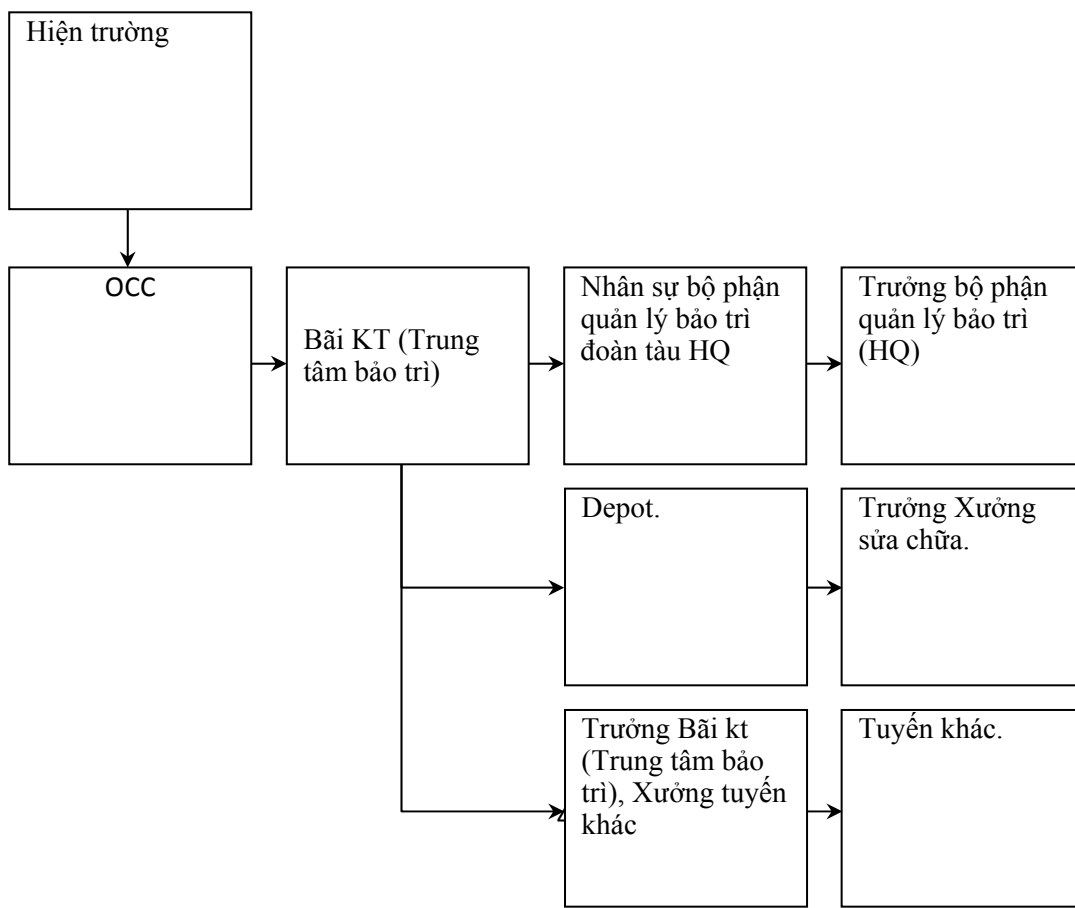 Hiện trường
OCC
Bãi KT (Trung
tâm bảo trì)
Nhân sự bộ phận
quản lý bảo trì
đoàn tàu HQ
Trưởng bộ phận
quản lý bảo trì
(HQ)
Depot.
Trưởng Xưởng
sửa chữa.
Trưởng Bãi kt
(Trung tâm bảo
trì), Xưởng tuyến
khác
Tuyến khác.